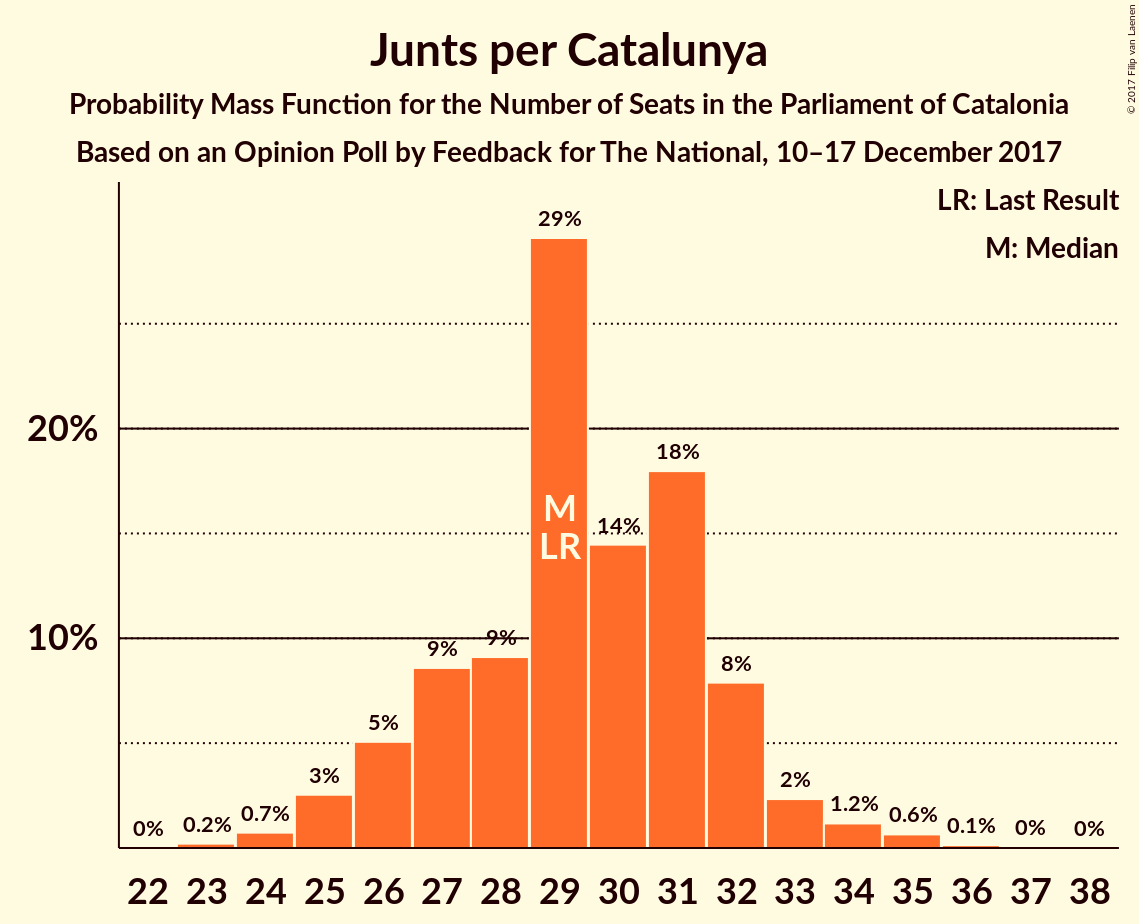 Junts per Catalunya
Probability Mass Function for the Number of Seats in the Parliament of Catalonia
Based on an Opinion Poll by Feedback for The National, 10–17 December 2017
© 2017 Filip van Laenen
LR: Last Result
M: Median
20%
10%
0%
0.2%
0.7%
3%
5%
9%
9%
29%
14%
18%
8%
2%
1.2%
0.6%
0.1%
0%
0%
M
LR
22 23 24 25 26 27 28 29 30 31 32 33 34 35 36 37 38